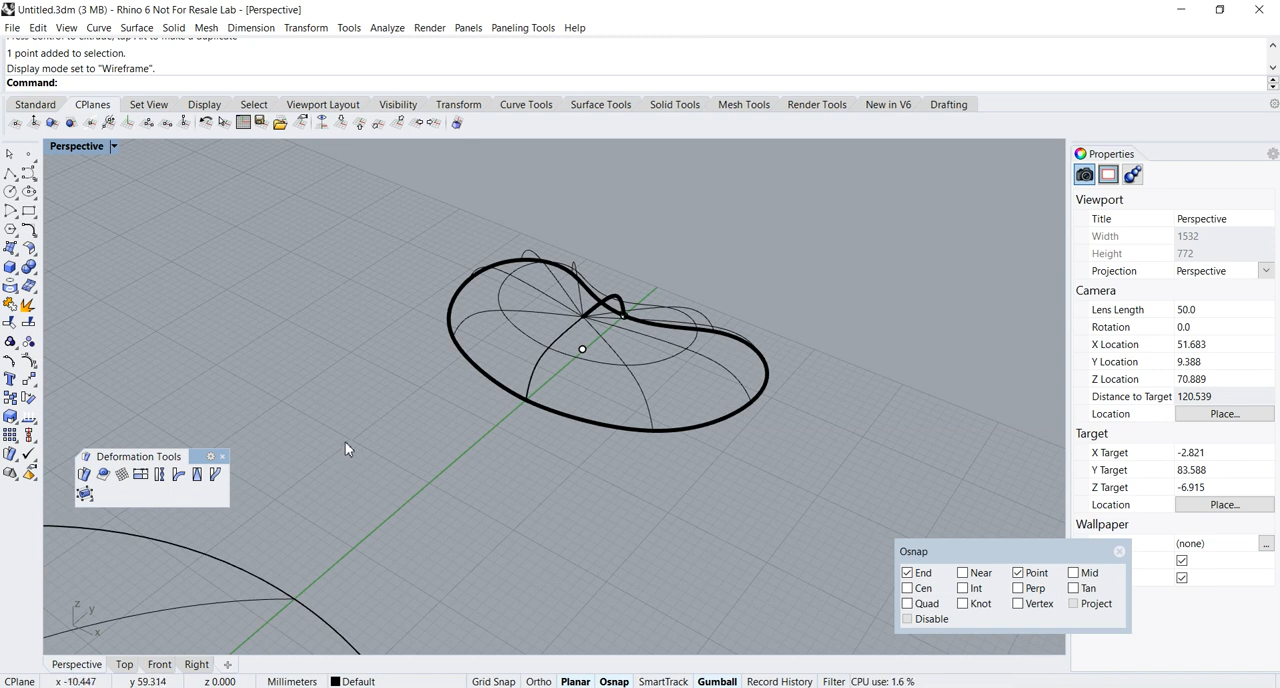 Untitled.3dm (3 MB) - Rhino 6 Not For Resale Lab - [Perspective]
File Edit View Curve Surface Solid Mesh Dimension Transform Tools Analyze Render Panels Paneling Tools Help
1 point added to selection.
Display mode set to "Wireframe".
Command:
Standard CPlanes Set View Display Select Viewport Layout Visibility Transform Curve Tools Surface Tools Solid Tools Mesh Tools Render Tools New in V6 Drafting
Perspective
Properties
Viewport
Title Perspective
Width 1532
Height 772
Projection Perspective
Camera
Lens Length 50.0
Rotation 0.0
X Location 51.683
Y Location 9.388
Z Location 70.889
Distance to Target 120.539
Location Place...
Target
X Target -2.821
Y Target 83.588
Z Target -6.915
Location Place...
Wallpaper
(none) ...
Deformation Tools
Osnap
End Near Point Mid
Cen Int Perp Tan
Quad Knot Vertex Project
Disable
z y x
Perspective Top Front Right
CPlane x -10.447 y 59.314 z 0.000 Millimeters Default Grid Snap Ortho Planar Osnap SmartTrack Gumball Record History Filter CPU use: 1.6 %